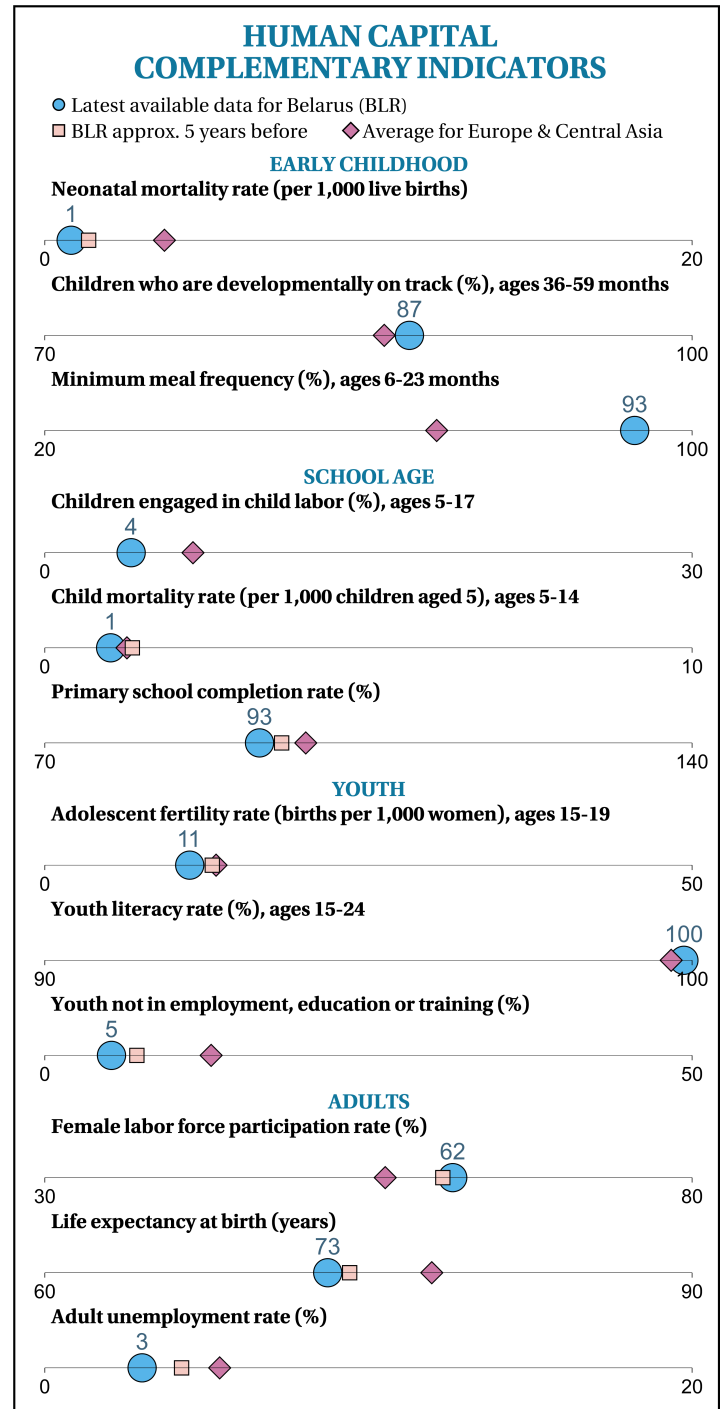 HUMAN CAPITAL
COMPLEMENTARY INDICATORS
Latest available data for Belarus (BLR)
BLR approx. 5 years before Average for Europe & Central Asia
EARLY CHILDHOOD
Neonatal mortality rate (per 1,000 live births)
1
0 20
Children who are developmentally on track (%), ages 36-59 months
87
70 100
Minimum meal frequency (%), ages 6-23 months
93
20 100
SCHOOL AGE
Children engaged in child labor (%), ages 5-17
4
0 30
Child mortality rate (per 1,000 children aged 5), ages 5-14
1
0 10
Primary school completion rate (%)
93
70 140
YOUTH
Adolescent fertility rate (births per 1,000 women), ages 15-19
11
0 50
Youth literacy rate (%), ages 15-24
100
90 100
Youth not in employment, education or training (%)
5
0 50
ADULTS
Female labor force participation rate (%)
62
30 80
Life expectancy at birth (years)
73
60 90
Adult unemployment rate (%)
3
0 20